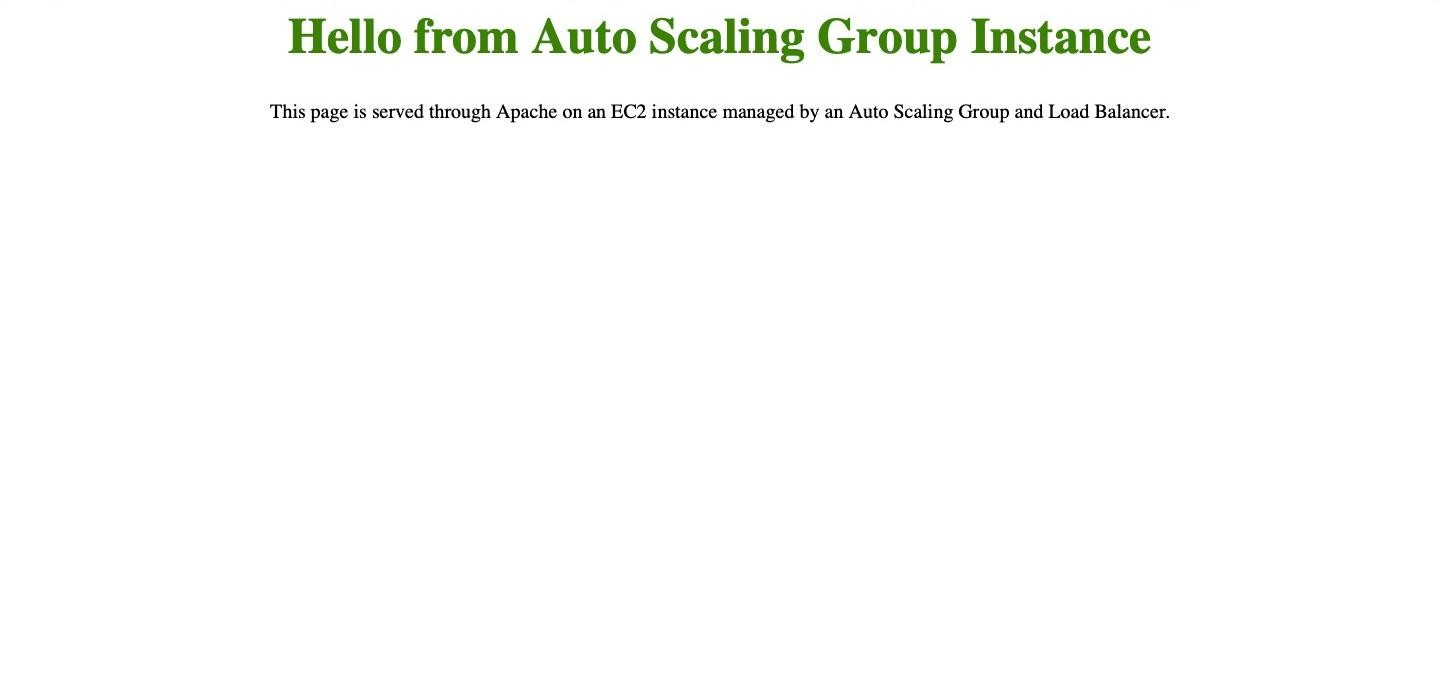 Hello from Auto Scaling Group Instance
This page is served through Apache on an EC2 instance managed by an Auto Scaling Group and Load Balancer.